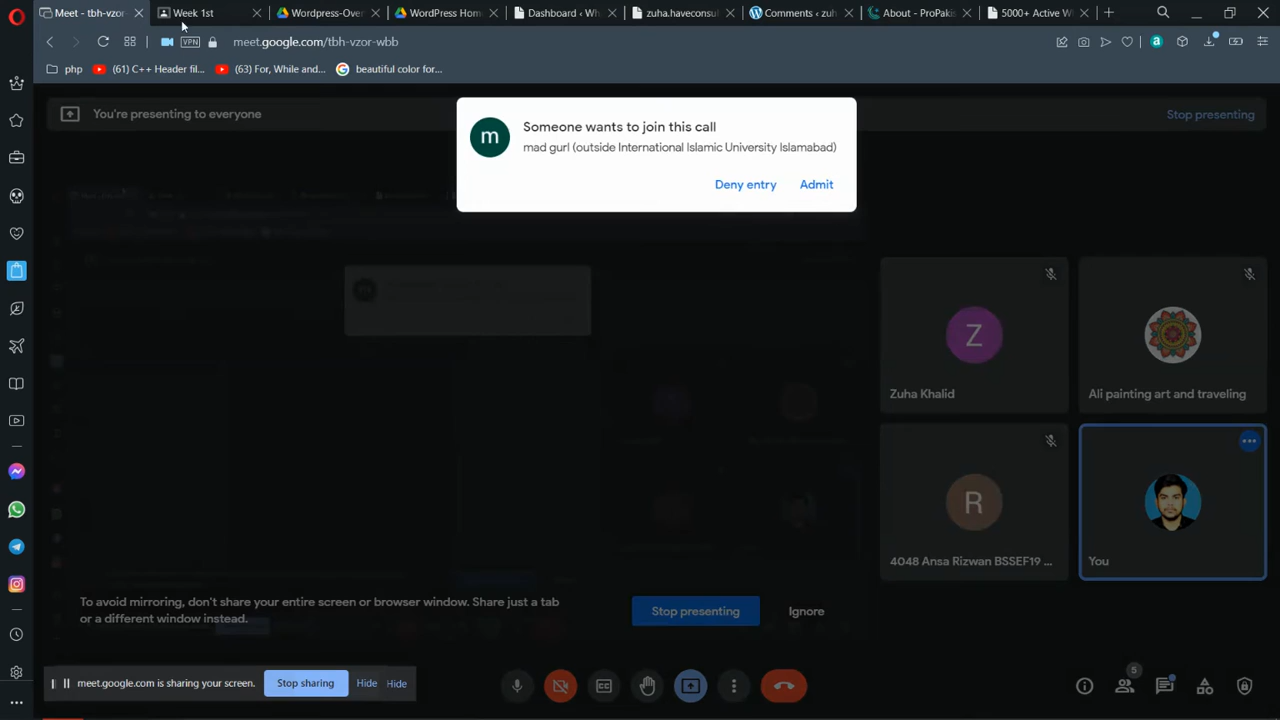 Meet - tbh-vzor
Week 1st
Wordpress-Over
WordPress Hom
Dashboard ‹ Wh
zuha.haveconsul
Comments ‹ zuh
About - ProPakis
5000+ Active W
VPN
meet.google.com/tbh-vzor-wbb
php
(61) C++ Header fil...
(63) For, While and...
beautiful color for...
You're presenting to everyone
Stop presenting
m
Someone wants to join this call
mad gurl (outside International Islamic University Islamabad)
Deny entry
Admit
Z
Zuha Khalid
Ali painting art and traveling
R
4048 Ansa Rizwan BSSEF19 ...
You
To avoid mirroring, don't share your entire screen or browser window. Share just a tab
or a different window instead.
Stop presenting
Ignore
meet.google.com is sharing your screen.
Stop sharing
Hide
Hide
5